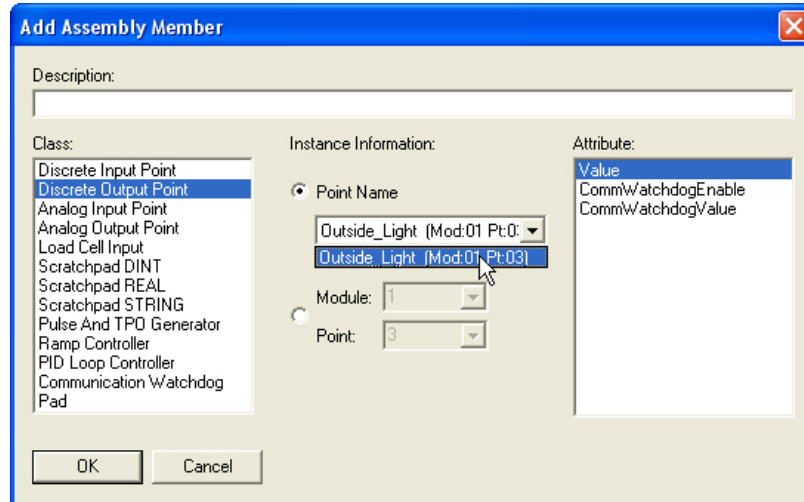 Add Assembly Member
Description:
Class:
Discrete Input Point
Discrete Output Point
Analog Input Point
Analog Output Point
Load Cell Input
Scratchpad DINT
Scratchpad REAL
Scratchpad STRING
Pulse And TPO Generator
Ramp Controller
PID Loop Controller
Communication Watchdog
Pad
Instance Information:
Point Name
Outside_Light (Mod:01 Pt:0
Outside_Light (Mod:01 Pt:03)
Module: 1
Point: 3
Attribute:
Value
CommWatchdogEnable
CommWatchdogValue
OK
Cancel